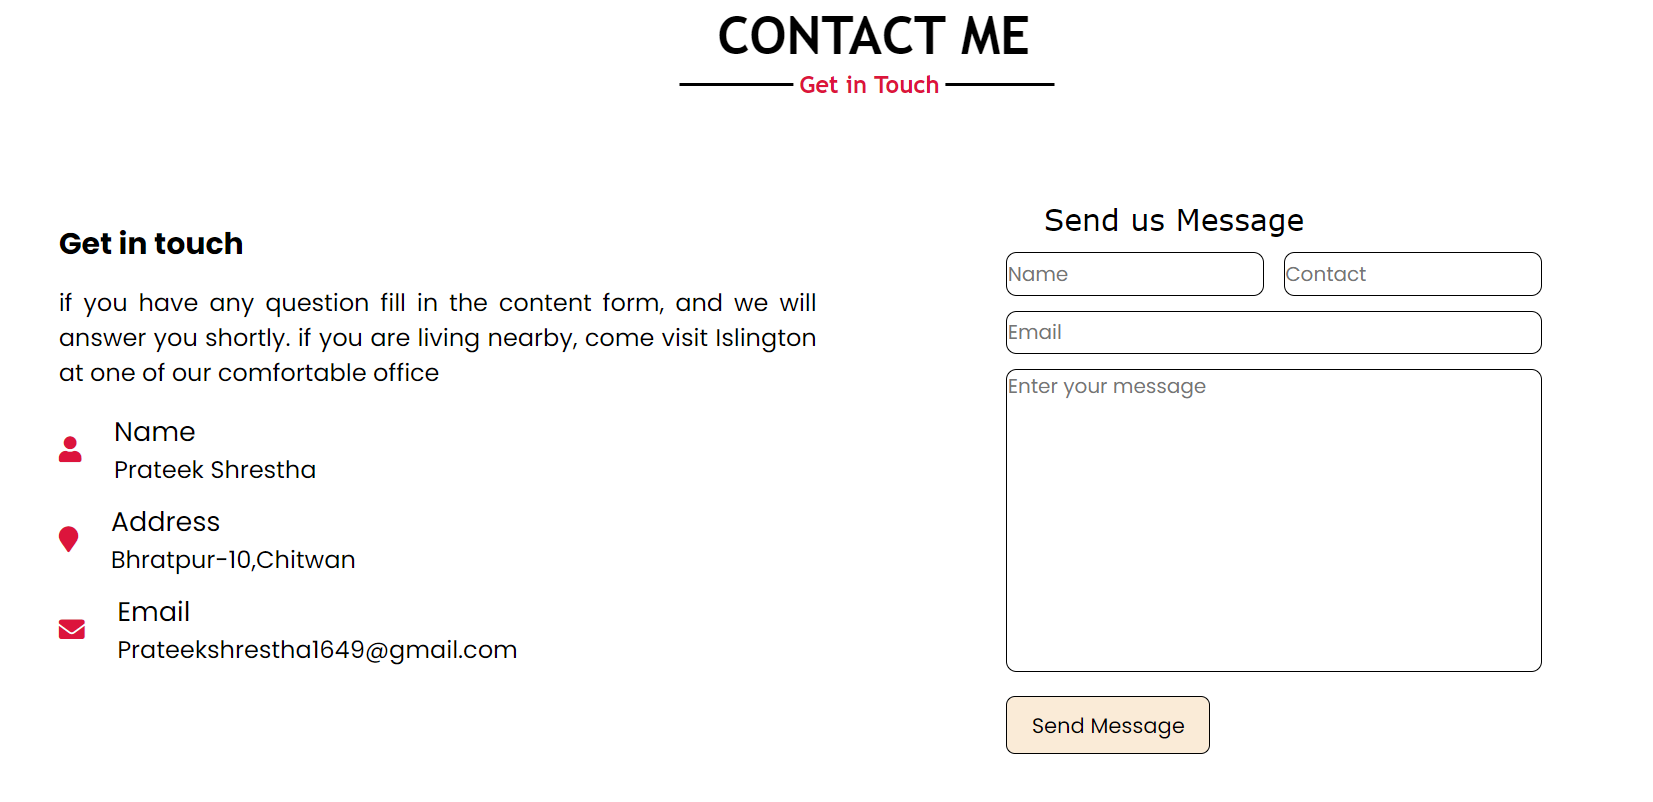 CONTACT ME
Get in Touch
Get in touch
if you have any question fill in the content form, and we will
answer you shortly. if you are living nearby, come visit Islington
at one of our comfortable office
Name
Prateek Shrestha
Address
Bhratpur-10,Chitwan
Email
Prateekshrestha1649@gmail.com
Send us Message
Name
Contact
Email
Enter your message
Send Message